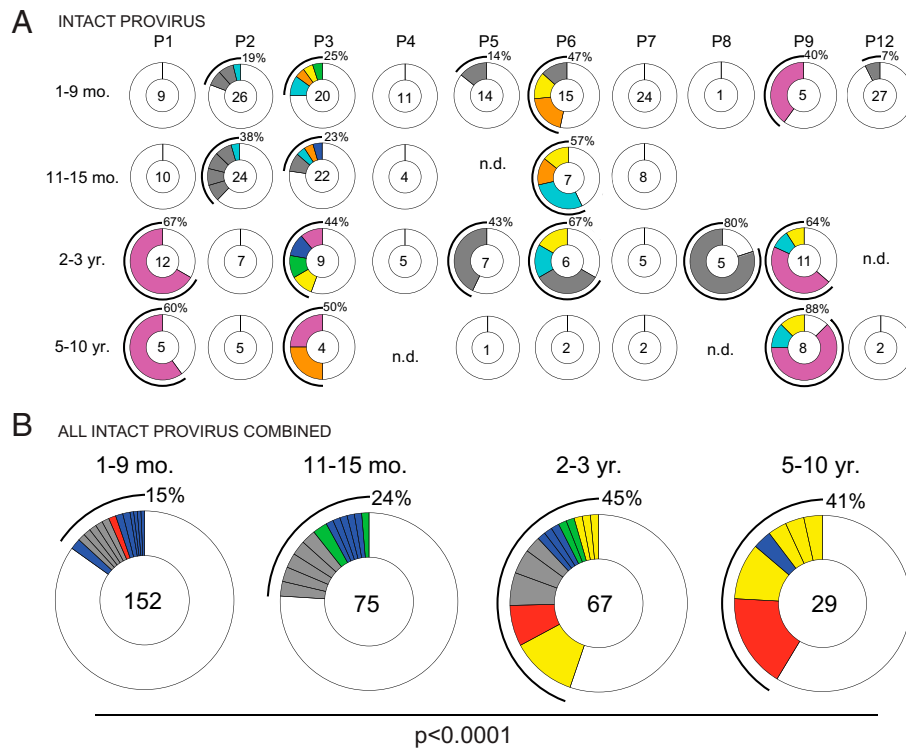 A INTACT PROVIRUS
P1 P2 P3 P4 P5 P6 P7 P8 P9 P12
19% 25% 14% 47% 40% 7%
1-9 mo. 9 26 20 11 14 15 24 1 5 27
38% 23% 57%
11-15 mo. 10 24 22 4 n.d. 7 8
67% 44% 43% 67% 80% 64%
2-3 yr. 12 7 9 5 7 6 5 5 11 n.d.
60% 50% 88%
5-10 yr. 5 5 4 n.d. 1 2 2 n.d. 8 2
B ALL INTACT PROVIRUS COMBINED
1-9 mo. 11-15 mo. 2-3 yr. 5-10 yr.
15% 24% 45% 41%
152 75 67 29
p<0.0001